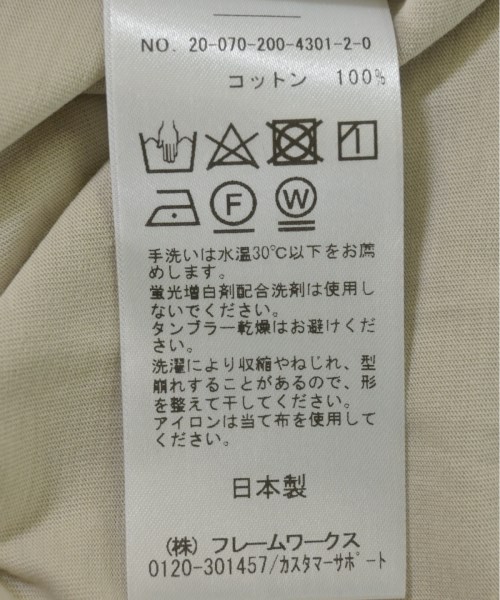 NO. 20-070-200-4301-2-0
コットン 100%
F
W
手洗いは水温30℃以下をお薦
めします。
蛍光増白剤配合洗剤は使用し
ないでください。
タンブラー乾燥はお避けくだ
さい。
洗濯により収縮やねじれ、型
崩れすることがあるので、形
を整えて干してください。
アイロンは当て布を使用して
ください。
日本製
(株) フレームワークス
0120-301457/カスタマーサポート